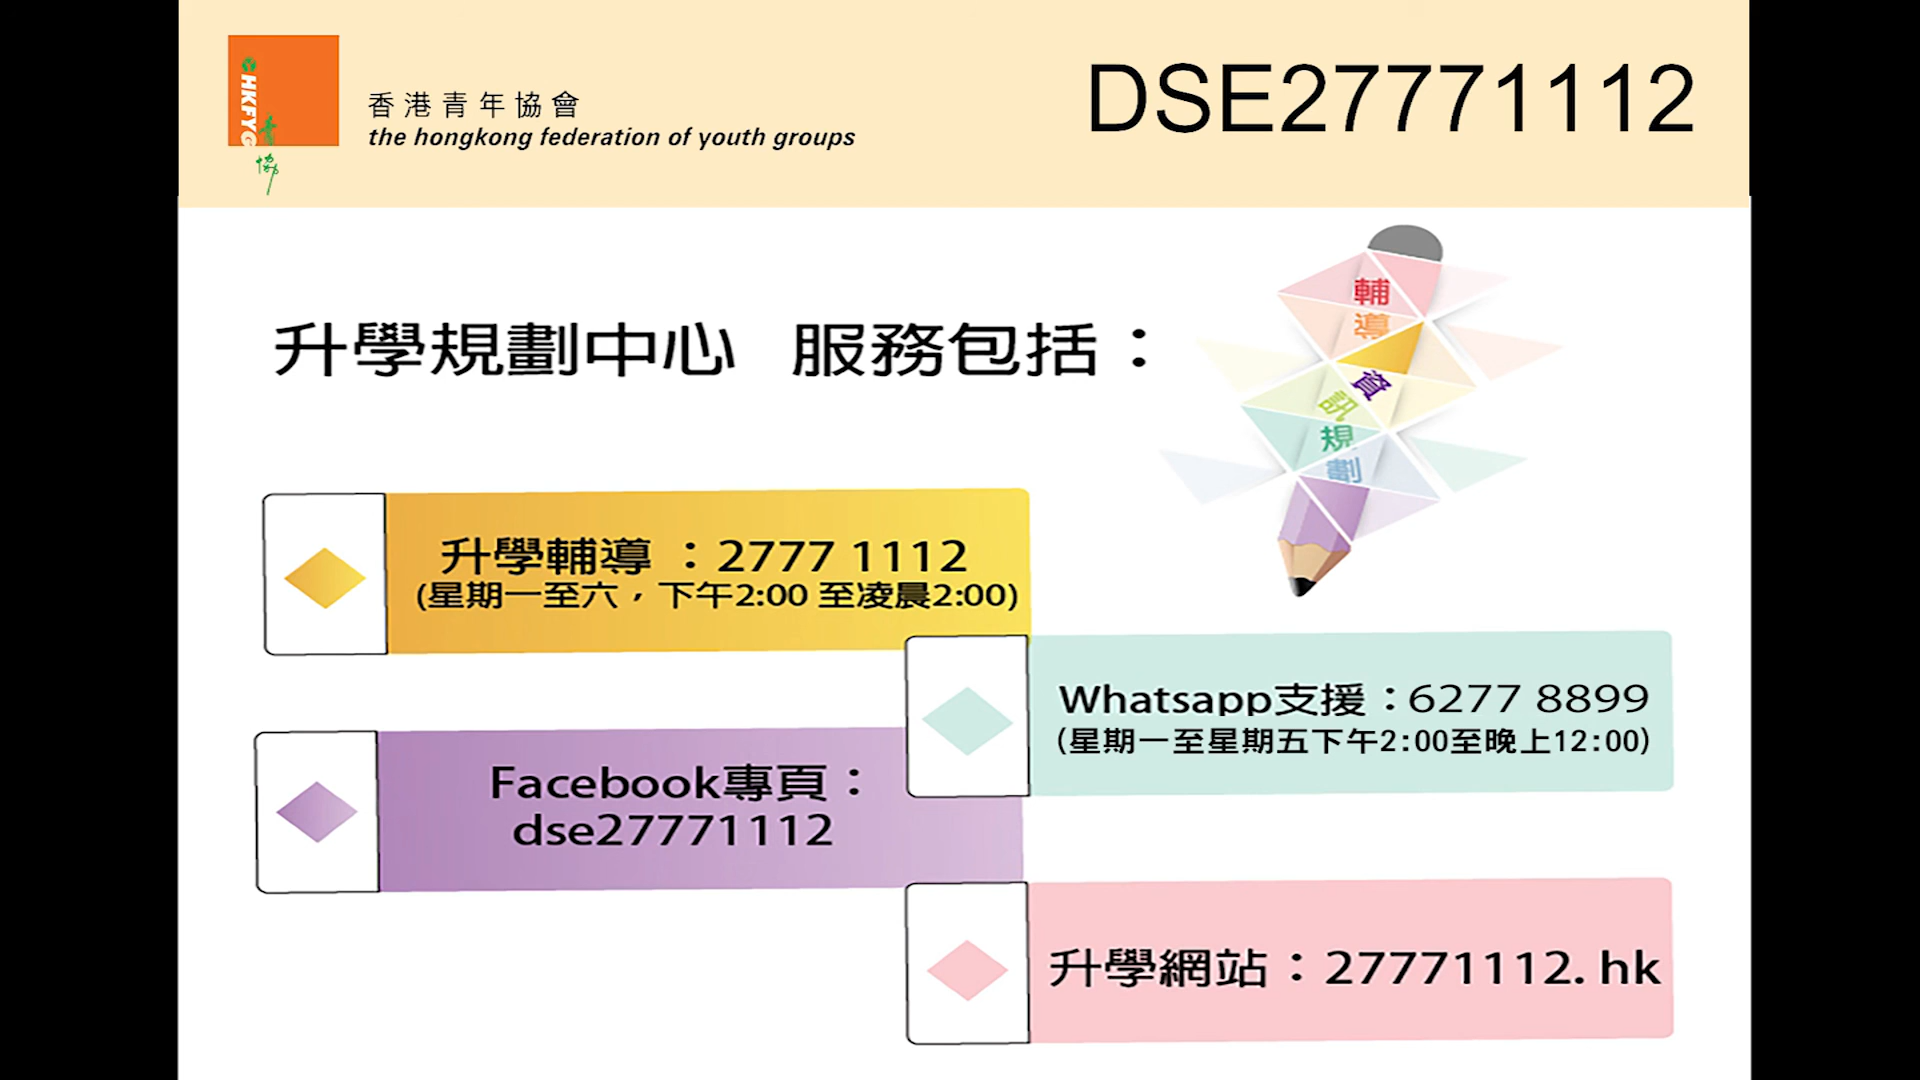 HKFYG
青
協
香港青年協會
the hongkong federation of youth groups
DSE27771112
升學規劃中心 服務包括：
輔
導
資
訊
規
劃
升學輔導 ：2777 1112
(星期一至六，下午2:00 至凌晨2:00)
Whatsapp支援：6277 8899
(星期一至星期五下午2:00至晚上12:00)
Facebook專頁：
dse27771112
升學網站：27771112.hk